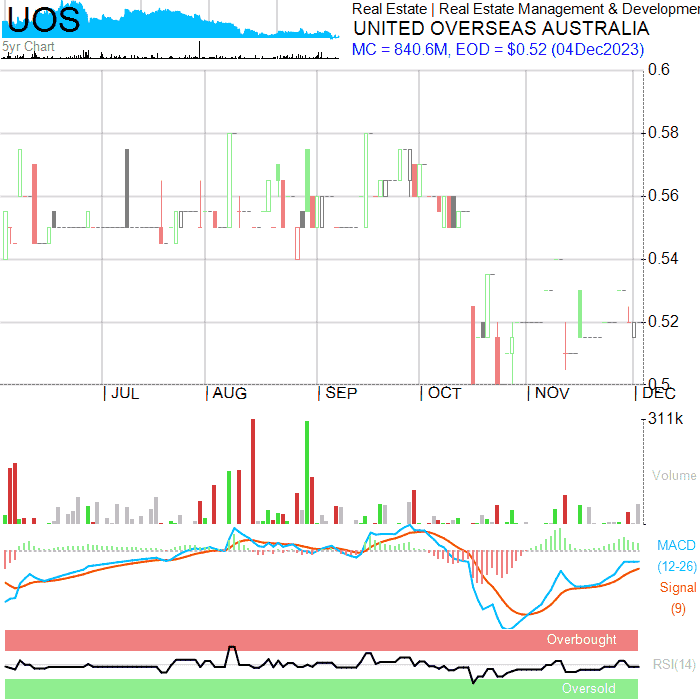 UOS
5yr Chart
Real Estate | Real Estate Management & Developmen
UNITED OVERSEAS AUSTRALIA
MC = 840.6M, EOD = $0.52 (04Dec2023)
0.6
0.58
0.56
0.54
0.52
0.5
JUL AUG SEP OCT NOV DEC
311k
Volume
MACD
(12-26)
Signal
(9)
Overbought
RSI(14)
Oversold